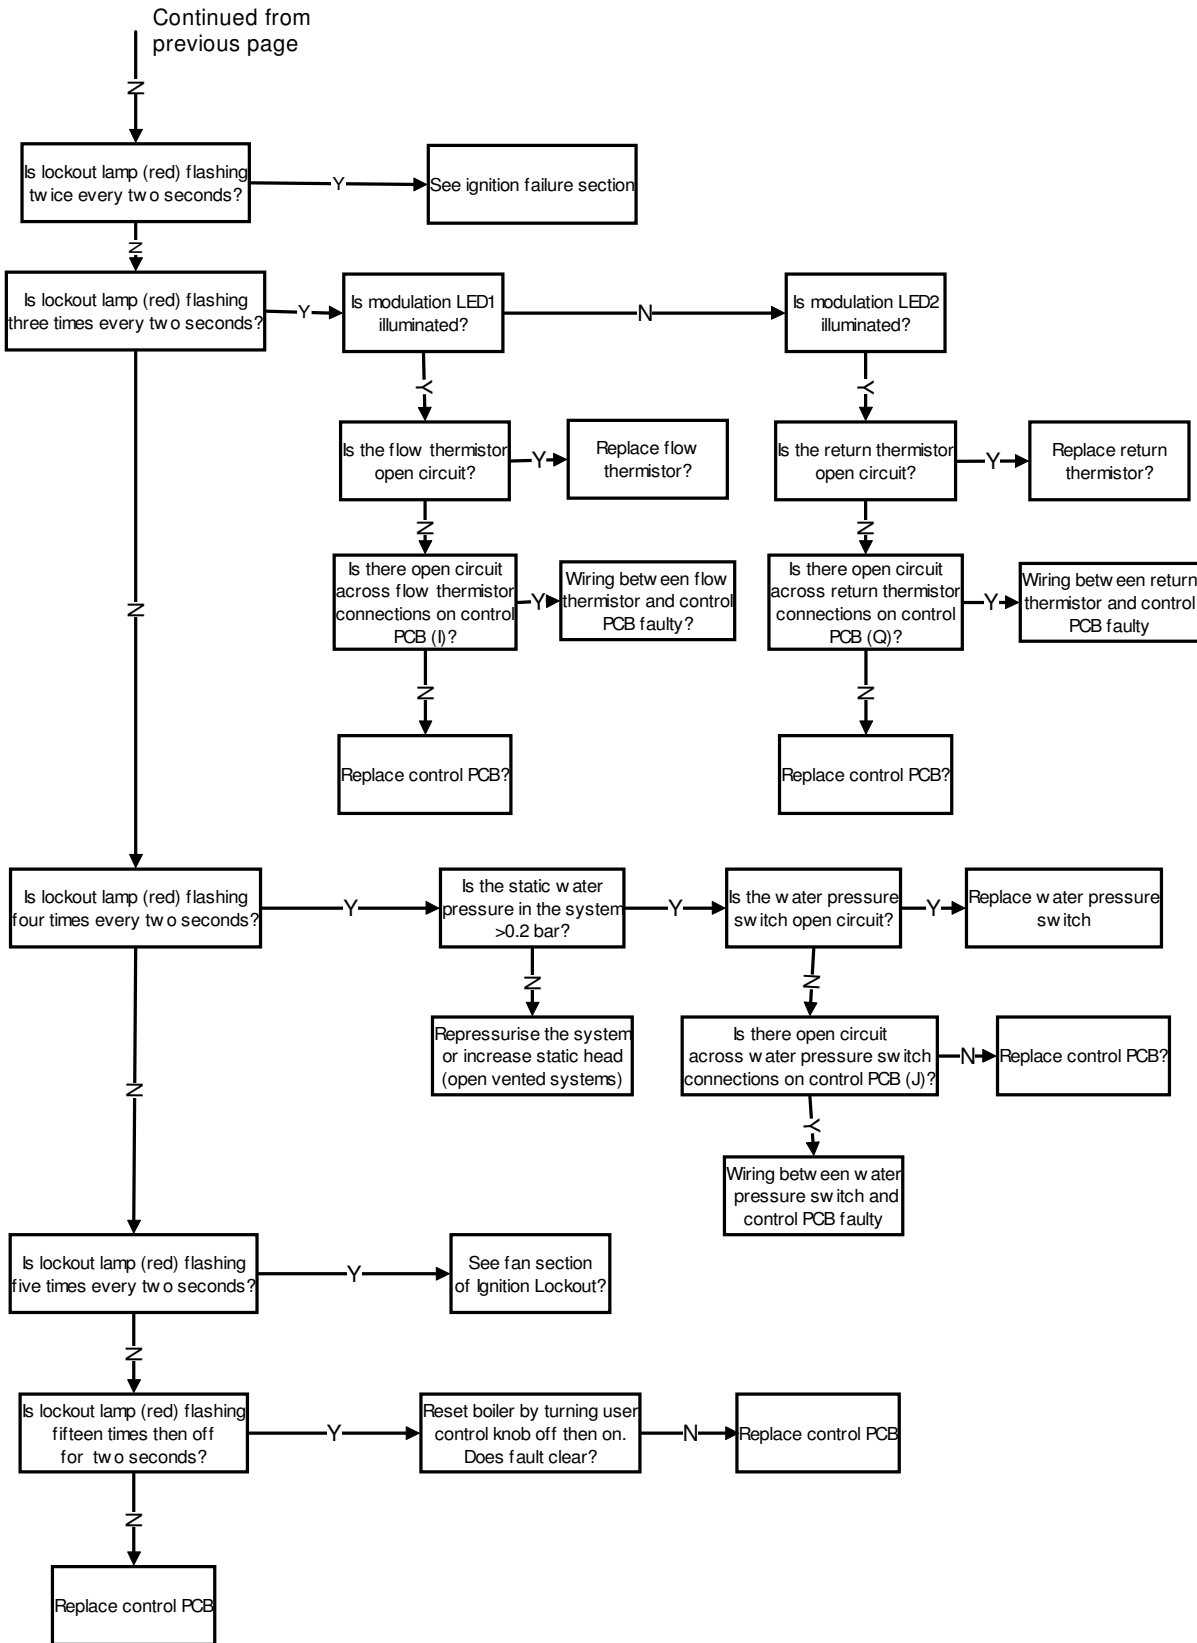 Continued from
previous page
N
Is lockout lamp (red) flashing
twice every two seconds?
Y
See ignition failure section
N
Is lockout lamp (red) flashing
three times every two seconds?
Y
Is modulation LED1
illuminated?
N
Is modulation LED2
illuminated?
Y
Y
Is the flow thermistor
open circuit?
Y
Replace flow
thermistor?
Is the return thermistor
open circuit?
Y
Replace return
thermistor?
N
N
Is there open circuit
across flow thermistor
connections on control
PCB (I)?
Y
Wiring between flow
thermistor and control
PCB faulty?
Is there open circuit
across return thermistor
connections on control
PCB (Q)?
Y
Wiring between return
thermistor and control
PCB faulty
N
N
N
Replace control PCB?
Replace control PCB?
Is lockout lamp (red) flashing
four times every two seconds?
Y
Is the static water
pressure in the system
>0.2 bar?
Y
Is the water pressure
switch open circuit?
Y
Replace water pressure
switch
N
N
Repressurise the system
or increase static head
(open vented systems)
Is there open circuit
across water pressure switch
connections on control PCB (J)?
N
Replace control PCB?
N
Y
Wiring between water
pressure switch and
control PCB faulty
Is lockout lamp (red) flashing
five times every two seconds?
Y
See fan section
of Ignition Lockout?
N
Is lockout lamp (red) flashing
fifteen times then off
for two seconds?
Y
Reset boiler by turning user
control knob off then on.
Does fault clear?
N
Replace control PCB
N
Replace control PCB